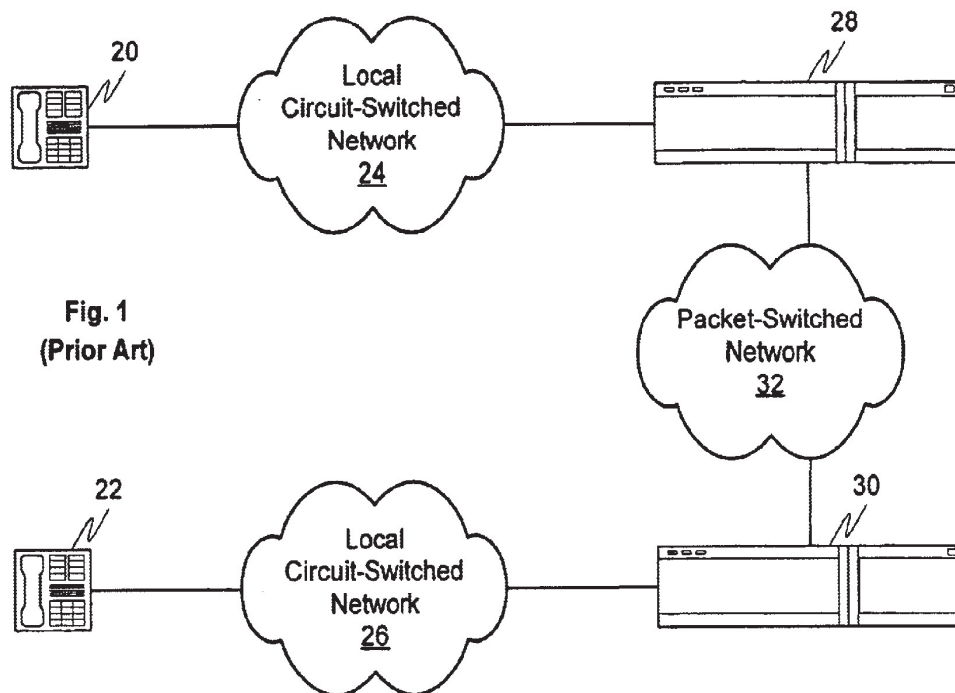 20
Local
Circuit-Switched
Network
24
28
Fig. 1
(Prior Art)
Packet-Switched
Network
32
22
Local
Circuit-Switched
Network
26
30